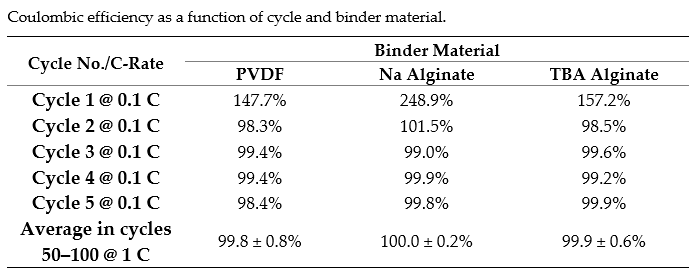 Coulombic efficiency as a function of cycle and binder material.
Cycle No./C-Rate Binder Material
PVDF Na Alginate TBA Alginate
Cycle 1 @ 0.1 C 147.7% 248.9% 157.2%
Cycle 2 @ 0.1 C 98.3% 101.5% 98.5%
Cycle 3 @ 0.1 C 99.4% 99.0% 99.6%
Cycle 4 @ 0.1 C 99.4% 99.9% 99.2%
Cycle 5 @ 0.1 C 98.4% 99.8% 99.9%
Average in cycles
50–100 @ 1 C 99.8 ± 0.8% 100.0 ± 0.2% 99.9 ± 0.6%